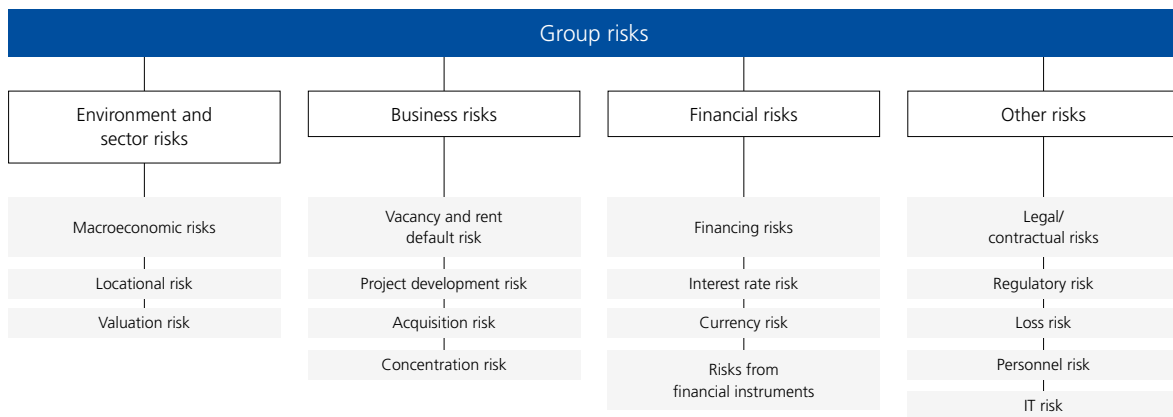 Group risks
Environment and
sector risks
Macroeconomic risks
Locational risk
Valuation risk
Business risks
Vacancy and rent
default risk
Project development risk
Acquisition risk
Concentration risk
Financial risks
Financing risks
Interest rate risk
Currency risk
Risks from
financial instruments
Other risks
Legal/
contractual risks
Regulatory risk
Loss risk
Personnel risk
IT risk